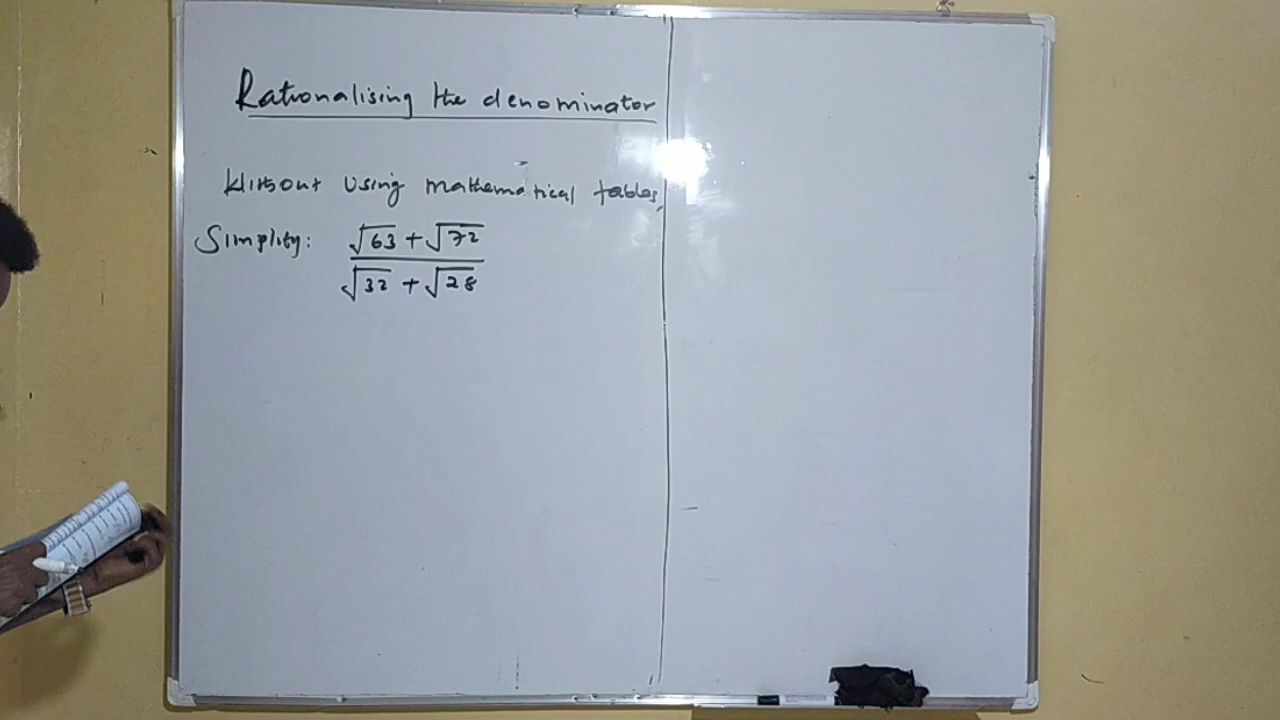 Rationalising the denominator
Without using mathematical tables,
Simplify: √63 + √72
√32 + √28